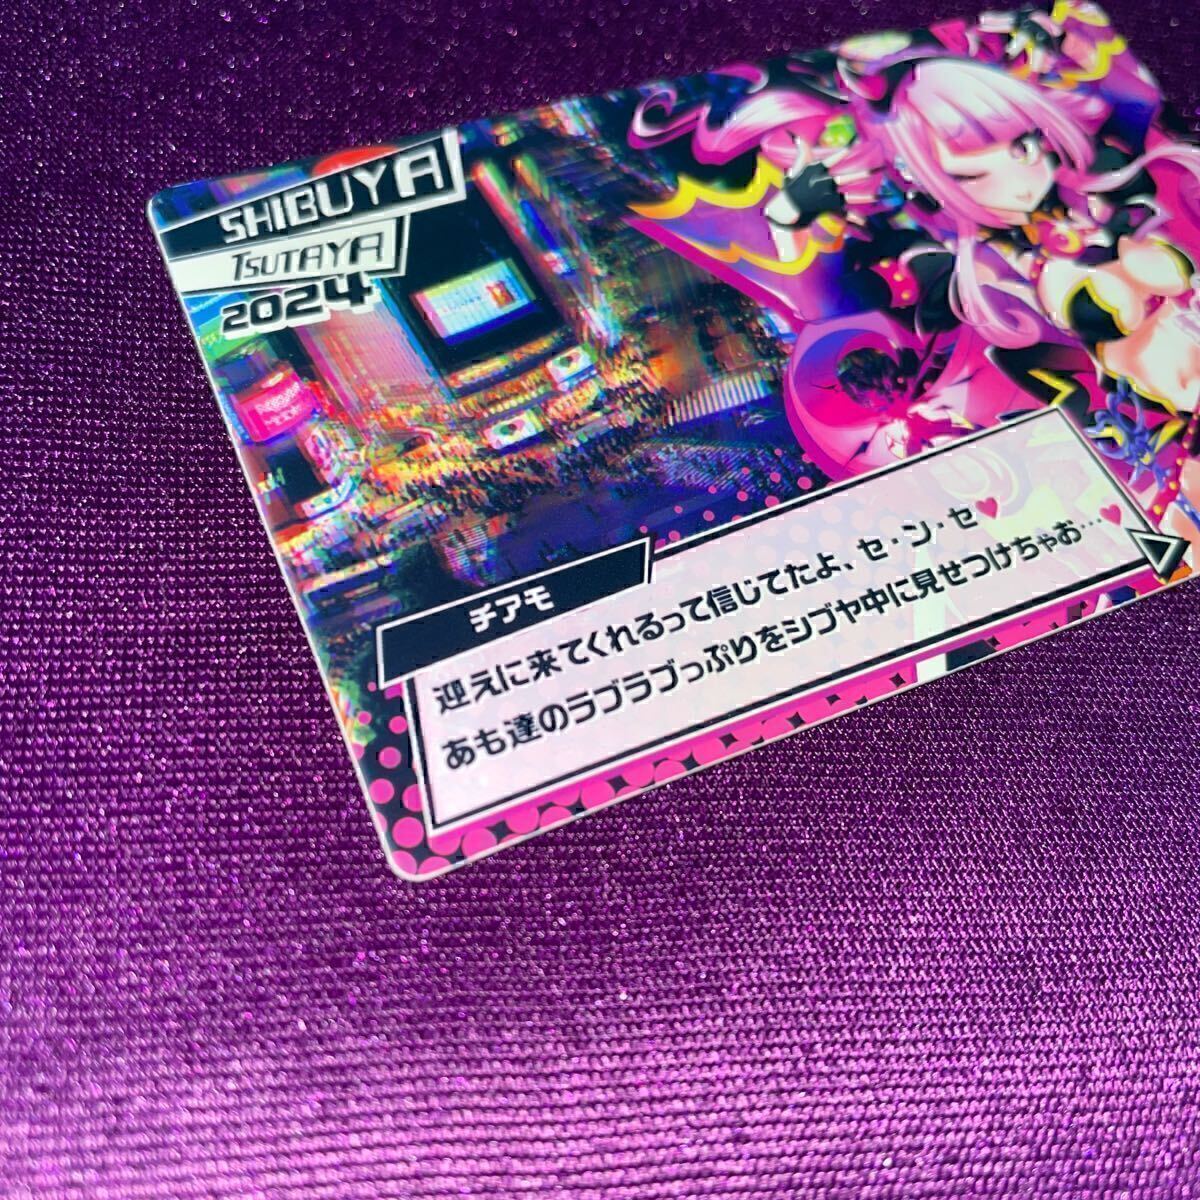 SHIBUYA
TSUTAYA
2024
チアモ
迎えに来てくれるって信じてたよ、セ・ン・セ♥
あも達のラブラブっぷりをシブヤ中に見せつけちゃお…♥